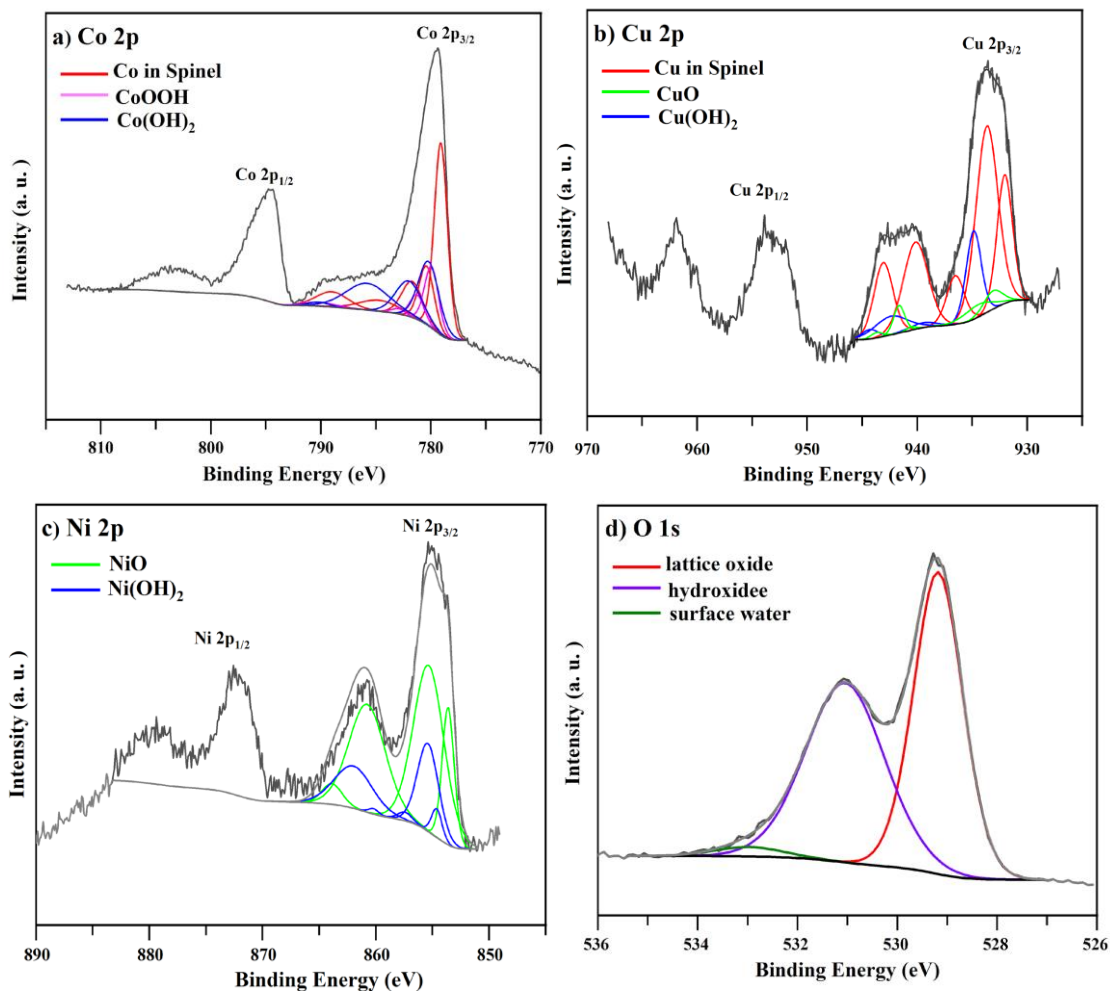 a) Co 2p
Co 2p3/2
Co in Spinel
CoOOH
Co(OH)2
Co 2p1/2
Intensity (a. u.)
810 800 790 780 770
Binding Energy (eV)
b) Cu 2p
Cu 2p3/2
Cu in Spinel
CuO
Cu(OH)2
Cu 2p1/2
Intensity (a. u.)
970 960 950 940 930
Binding Energy (eV)
c) Ni 2p
Ni 2p3/2
NiO
Ni(OH)2
Ni 2p1/2
Intensity (a. u. )
890 880 870 860 850
Binding Energy (eV)
d) O 1s
lattice oxide
hydroxidee
surface water
Intensity (a. u. )
536 534 532 530 528 526
Binding Energy (eV)